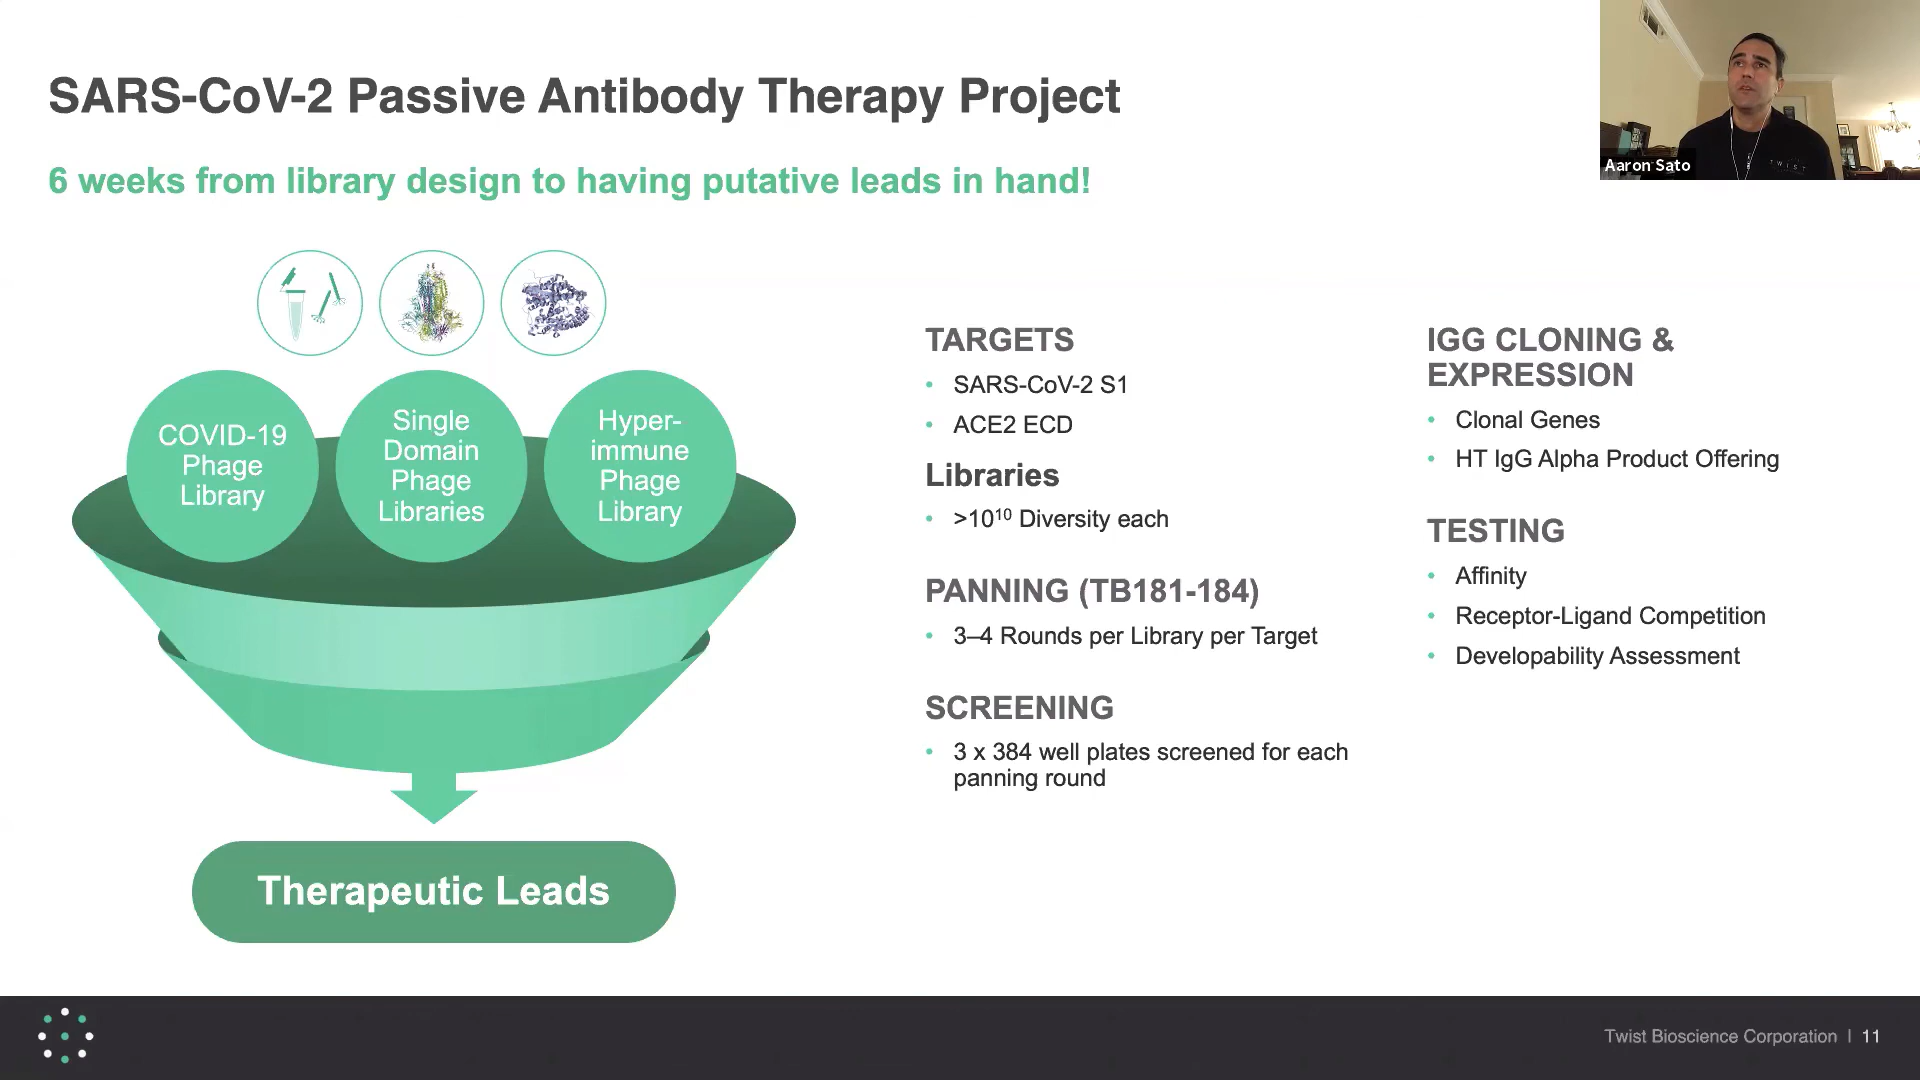 SARS-CoV-2 Passive Antibody Therapy Project
6 weeks from library design to having putative leads in hand!
Aaron Sato
TWIST
COVID-19
Phage
Library
Single
Domain
Phage
Libraries
Hyper-
immune
Phage
Library
Therapeutic Leads
TARGETS
• SARS-CoV-2 S1
• ACE2 ECD
Libraries
• >10¹⁰ Diversity each
PANNING (TB181-184)
• 3–4 Rounds per Library per Target
SCREENING
• 3 x 384 well plates screened for each
panning round
IGG CLONING &
EXPRESSION
• Clonal Genes
• HT IgG Alpha Product Offering
TESTING
• Affinity
• Receptor-Ligand Competition
• Developability Assessment
Twist Bioscience Corporation | 11